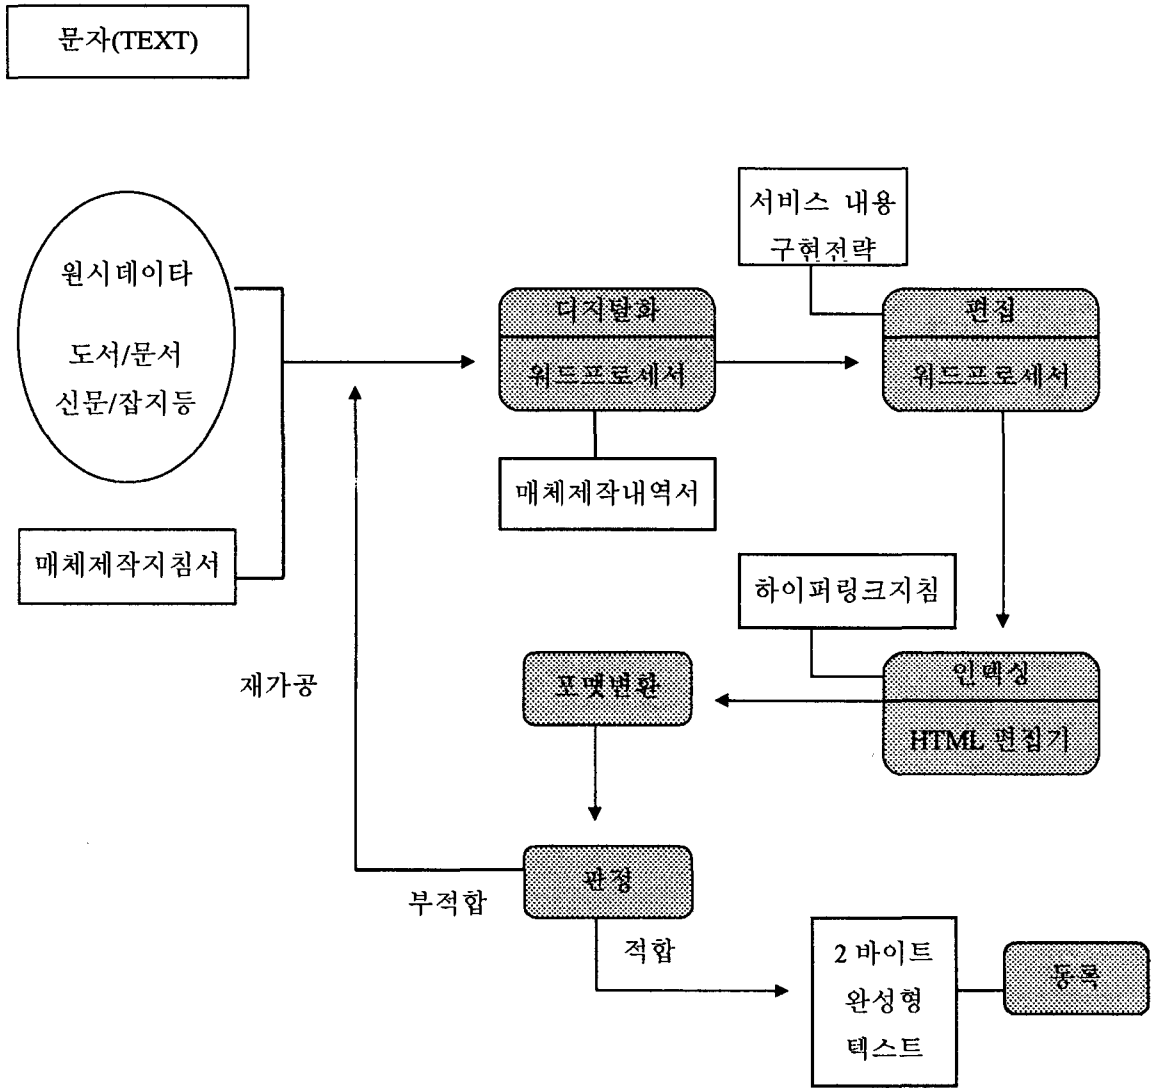 문자(TEXT)
서비스 내용
구현전략
원시데이타
도서/문서
신문/잡지등
디지탈화
워드프로세서
편집
워드프로세서
매체제작내역서
매체제작지침서
하이퍼링크지침
재가공
포맷변환
인덱싱
HTML 편집기
판정
부적합
적합
2 바이트
완성형
텍스트
등록